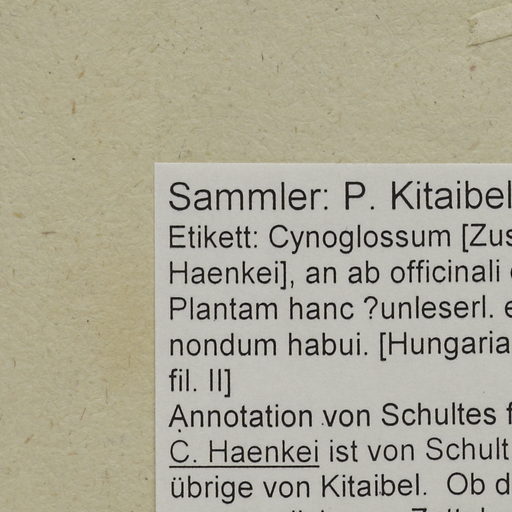 Sammler: P. Kitaibel
Etikett: Cynoglossum [Zus
Haenkei], an ab officinali
Plantam hanc ?unleserl.
nondum habui. [Hungaria
fil. II]
Annotation von Schultes f
C. Haenkei ist von Schult
übrige von Kitaibel. Ob d